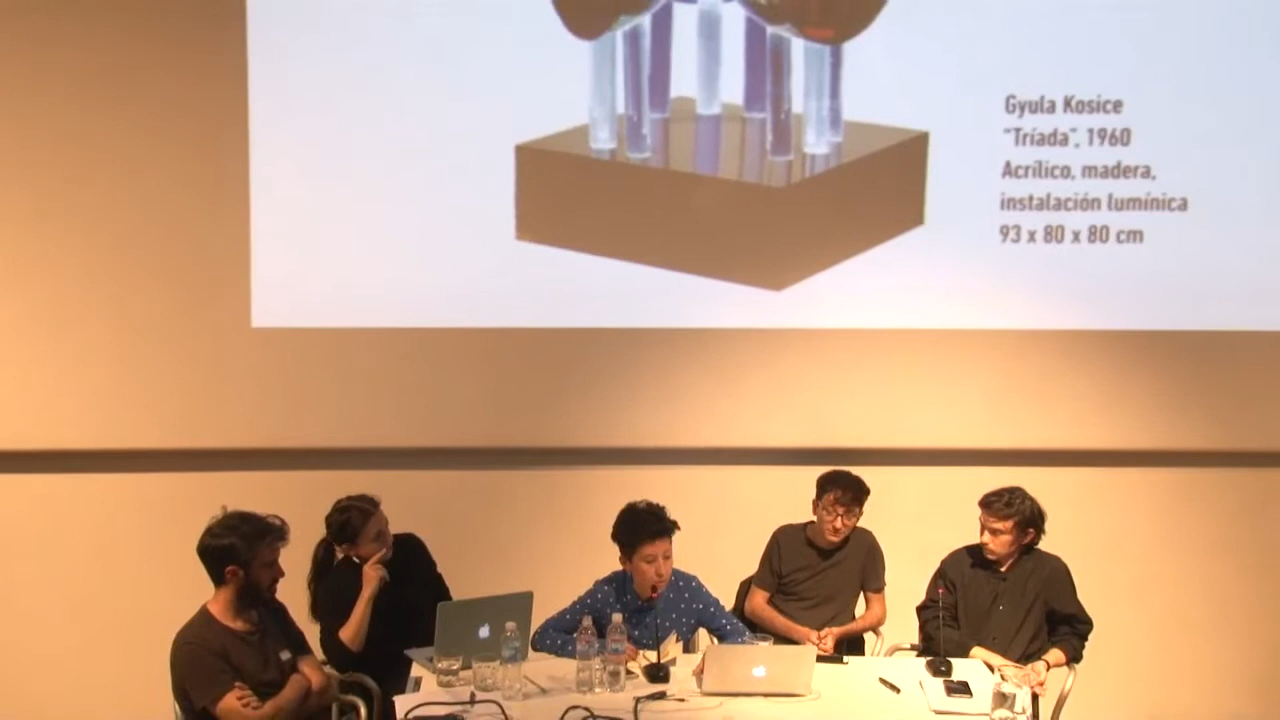 Gyula Kosice
“Tríada”, 1960
Acrílico, madera,
instalación lumínica
93 x 80 x 80 cm